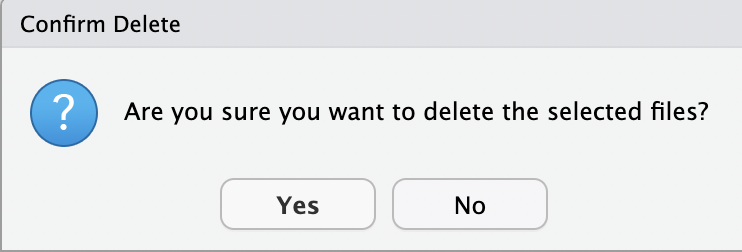 Confirm Delete
?
Are you sure you want to delete the selected files?
Yes
No